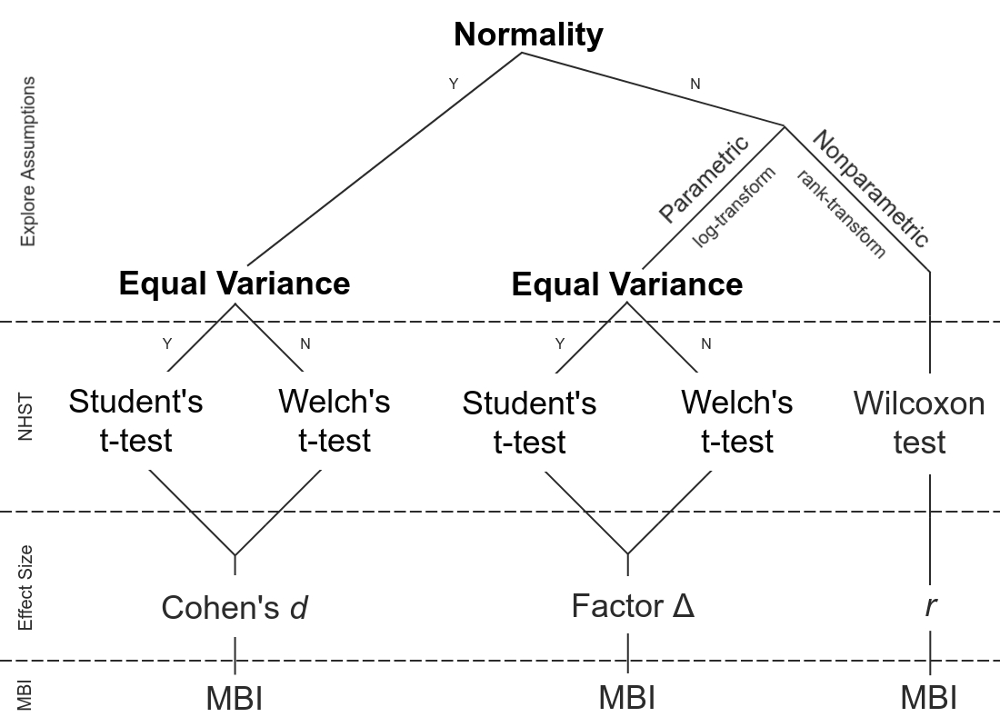 Normality
Y
N
Explore Assumptions
Parametric
log-transform
Nonparametric
rank-transform
Equal Variance
Equal Variance
Y
N
Y
N
NHST
Student's
t-test
Welch's
t-test
Student's
t-test
Welch's
t-test
Wilcoxon
test
Effect Size
Cohen's d
Factor Δ
r
MBI
MBI
MBI
MBI